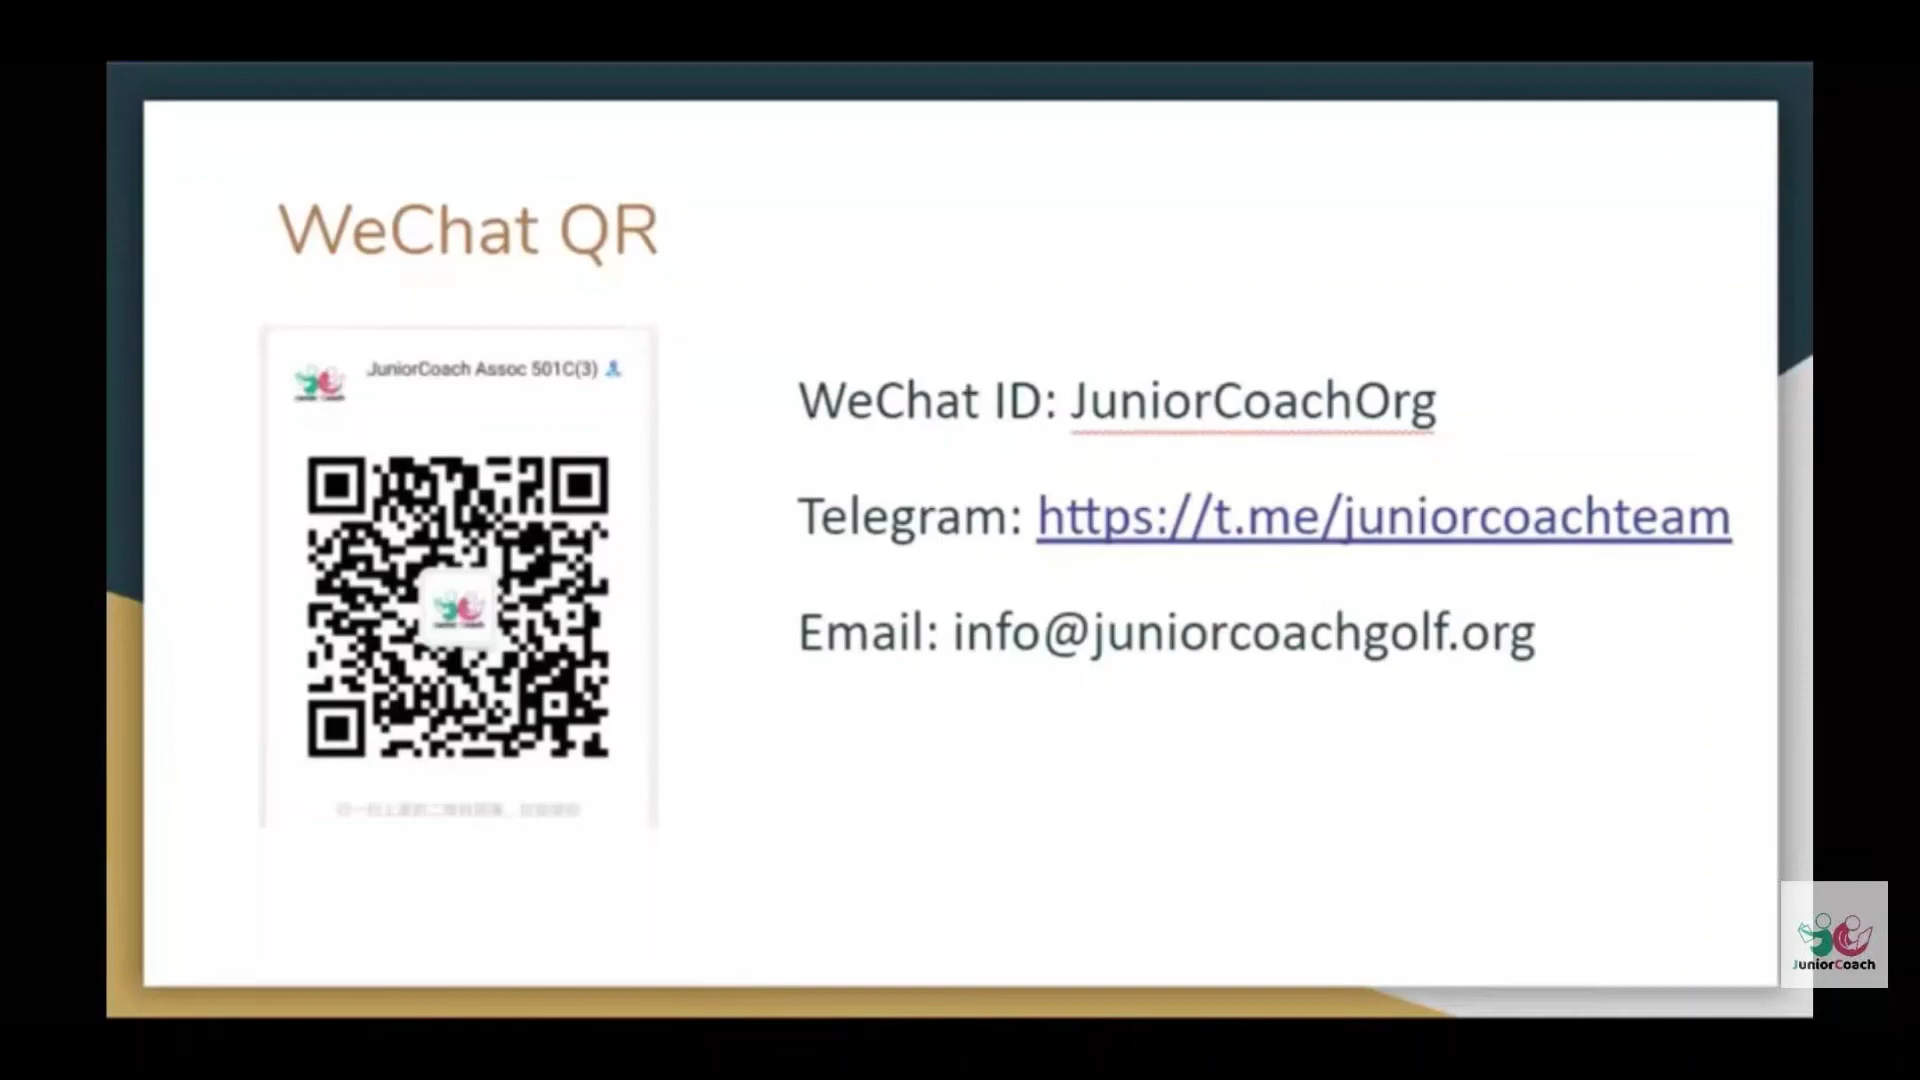 WeChat QR
JuniorCoach Assoc 501C(3)
WeChat ID: JuniorCoachOrg
Telegram: https://t.me/juniorcoachteam
Email: info@juniorcoachgolf.org
JuniorCoach